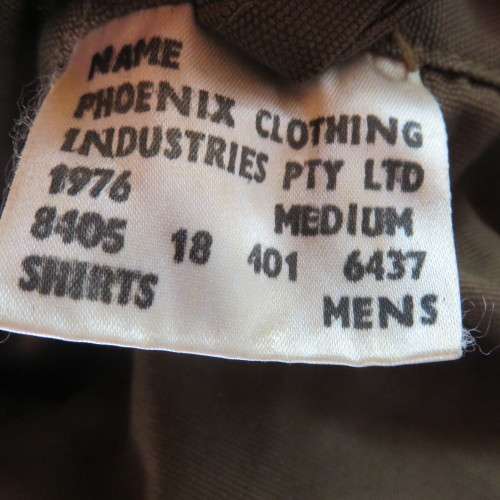 NAME
PHOENIX CLOTHING
INDUSTRIES PTY LTD
1976 MEDIUM
8405 18 401 6437
SHIRTS MENS